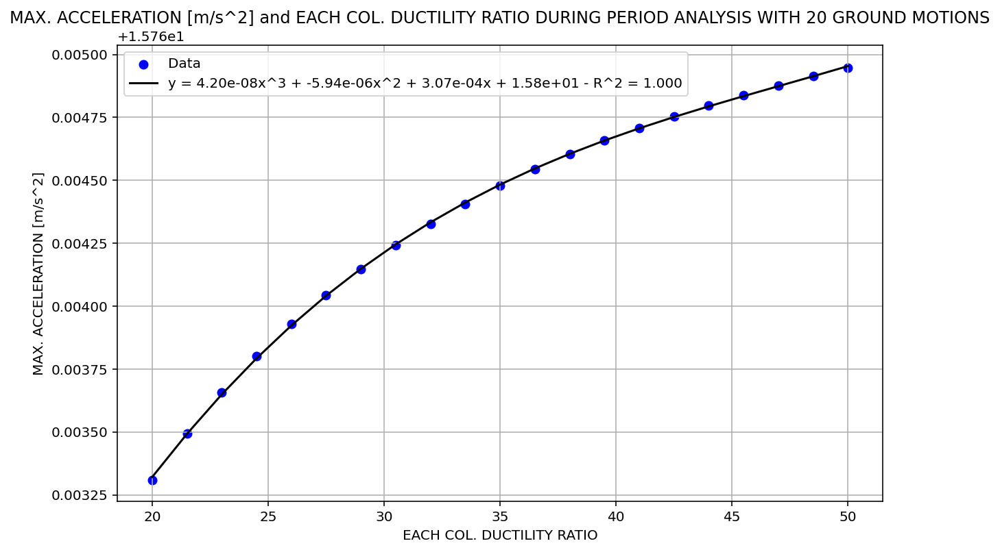 MAX. ACCELERATION [m/s^2] and EACH COL. DUCTILITY RATIO DURING PERIOD ANALYSIS WITH 20 GROUND MOTIONS
+1.576e1
Data
y = 4.20e-08x^3 + -5.94e-06x^2 + 3.07e-04x + 1.58e+01 - R^2 = 1.000
MAX. ACCELERATION [m/s^2]
0.00500
0.00475
0.00450
0.00425
0.00400
0.00375
0.00350
0.00325
20 25 30 35 40 45 50
EACH COL. DUCTILITY RATIO